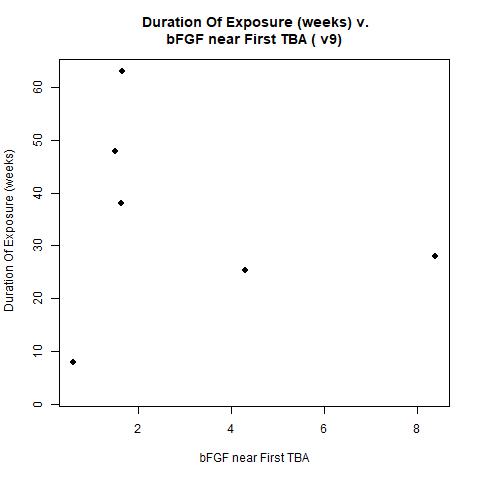 Duration Of Exposure (weeks) v.
bFGF near First TBA ( v9)
Duration Of Exposure (weeks)
60
50
40
30
20
10
0
2 4 6 8
bFGF near First TBA